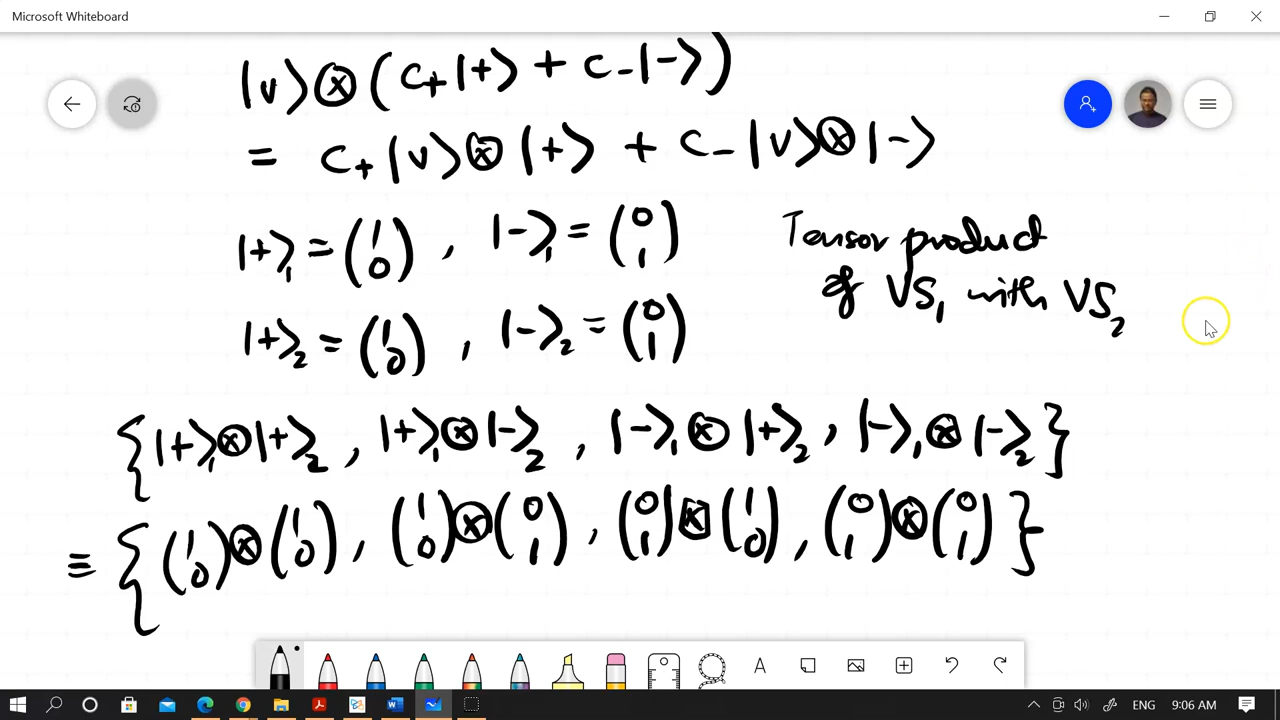 Microsoft Whiteboard
|v⟩⊗(c₊|+⟩ + c₋|−⟩)
= c₊|v⟩⊗|+⟩ + c₋|v⟩⊗|−⟩
|+⟩₁ = (1 0), |−⟩₁ = (0 1)
|+⟩₂ = (1 0), |−⟩₂ = (0 1)
Tensor product
of VS₁ with VS₂
{|+⟩₁⊗|+⟩₂, |+⟩₁⊗|−⟩₂, |−⟩₁⊗|+⟩₂, |−⟩₁⊗|−⟩₂}
≡ {(1 0)⊗(1 0), (1 0)⊗(0 1), (0 1)⊗(1 0), (0 1)⊗(0 1)}
A
W
ENG 9:06 AM